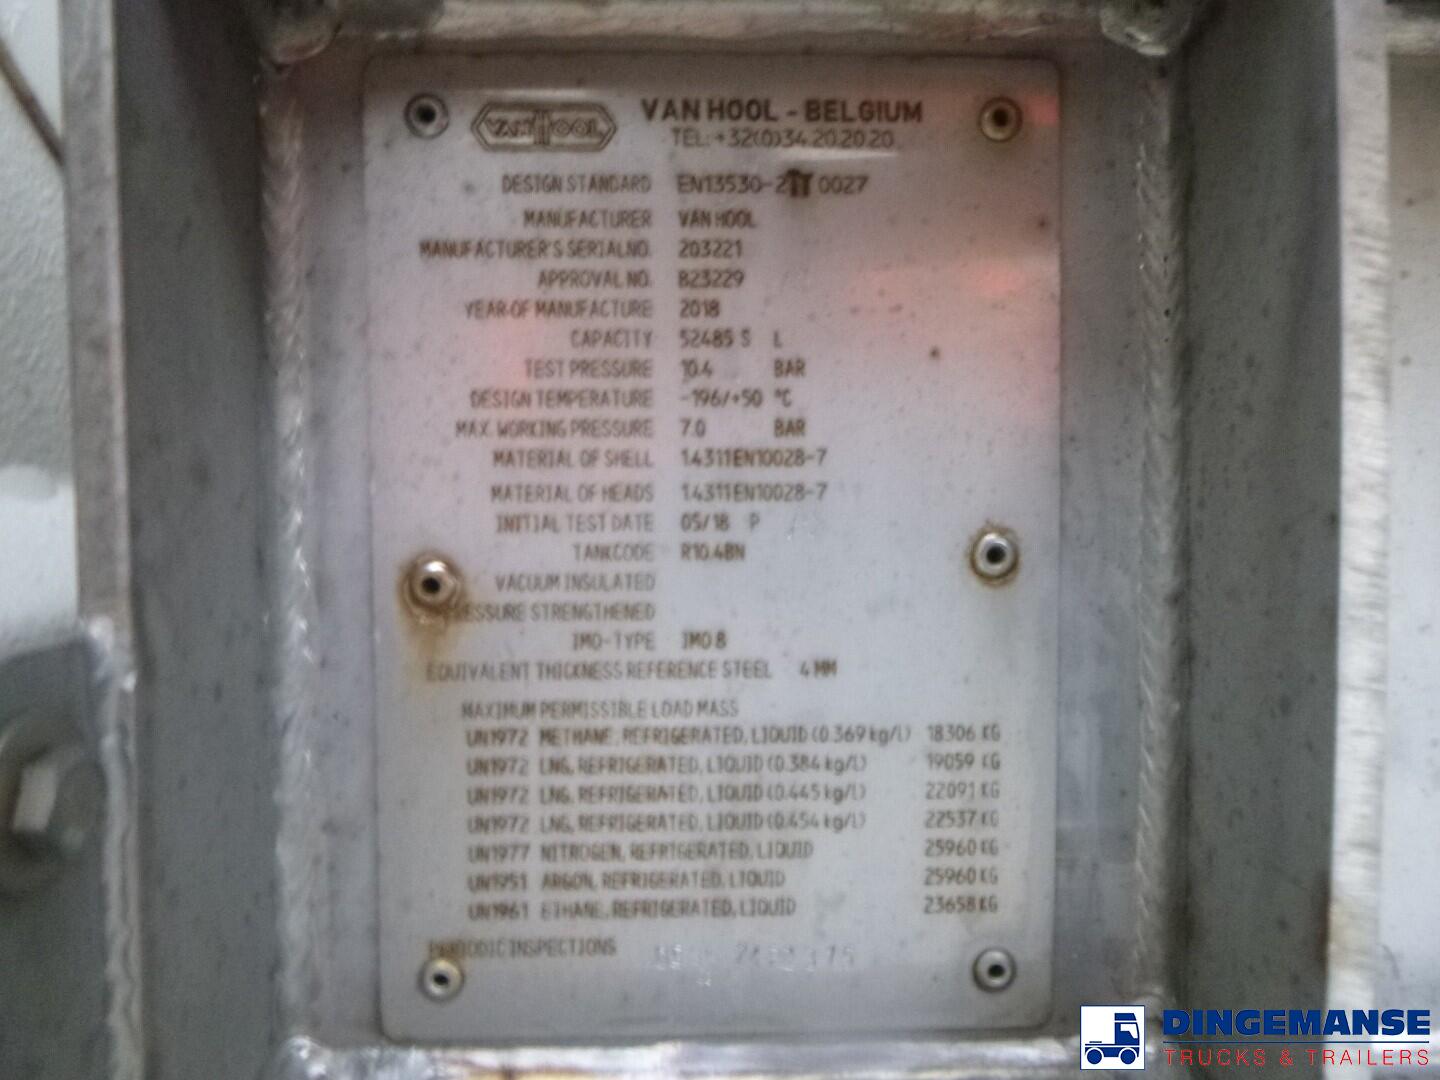 VAN HOOL VAN HOOL - BELGIUM
TEL: +32(0)34.20.20.20
DESIGN STANDARD EN13530-2 0027
MANUFACTURER VAN HOOL
MANUFACTURER'S SERIAL NO. 203221
APPROVAL NO. B23229
YEAR OF MANUFACTURE 2018
CAPACITY 52485 S L
TEST PRESSURE 10.4 BAR
DESIGN TEMPERATURE -196/+50 °C
MAX. WORKING PRESSURE 7.0 BAR
MATERIAL OF SHELL 1.4311 EN10028-7
MATERIAL OF HEADS 1.4311 EN10028-7
INITIAL TEST DATE 05/18 P
TANKCODE R10.4BN
VACUUM INSULATED
PRESSURE STRENGTHENED
IMO-TYPE IMO 8
EQUIVALENT THICKNESS REFERENCE STEEL 4 MM
MAXIMUM PERMISSIBLE LOAD MASS
UN1972 METHANE, REFRIGERATED, LIQUID (0.369 kg/l) 18306 KG
UN1972 LNG, REFRIGERATED, LIQUID (0.384 kg/l) 19059 KG
UN1972 LNG, REFRIGERATED, LIQUID (0.445 kg/l) 22091 KG
UN1972 LNG, REFRIGERATED, LIQUID (0.454 kg/l) 22537 KG
UN1977 NITROGEN, REFRIGERATED, LIQUID 25960 KG
UN1951 ARGON, REFRIGERATED, LIQUID 25960 KG
UN1961 ETHANE, REFRIGERATED, LIQUID 23658 KG
PERIODIC INSPECTIONS
DINGEMANSE
TRUCKS & TRAILERS